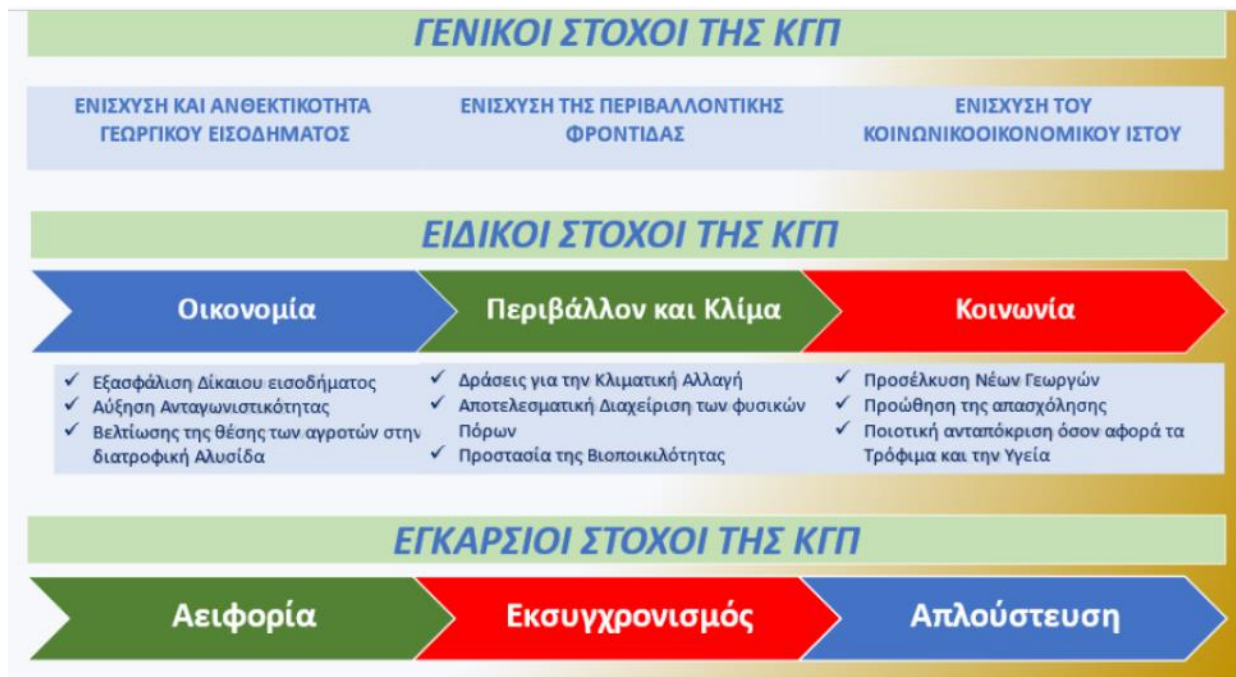 ΓΕΝΙΚΟΙ ΣΤΟΧΟΙ ΤΗΣ ΚΓΠ
ΕΝΙΣΧΥΣΗ ΚΑΙ ΑΝΘΕΚΤΙΚΟΤΗΤΑ
ΓΕΩΡΓΙΚΟΥ ΕΙΣΟΔΗΜΑΤΟΣ
ΕΝΙΣΧΥΣΗ ΤΗΣ ΠΕΡΙΒΑΛΛΟΝΤΙΚΗΣ
ΦΡΟΝΤΙΔΑΣ
ΕΝΙΣΧΥΣΗ ΤΟΥ
ΚΟΙΝΩΝΙΚΟΟΙΚΟΝΟΜΙΚΟΥ ΙΣΤΟΥ
ΕΙΔΙΚΟΙ ΣΤΟΧΟΙ ΤΗΣ ΚΓΠ
Οικονομία
Περιβάλλον και Κλίμα
Κοινωνία
✓ Εξασφάλιση Δίκαιου εισοδήματος
✓ Αύξηση Ανταγωνιστικότητας
✓ Βελτίωσης της θέσης των αγροτών στην
διατροφική Αλυσίδα
✓ Δράσεις για την Κλιματική Αλλαγή
✓ Αποτελεσματική Διαχείριση των φυσικών
Πόρων
✓ Προστασία της Βιοποικιλότητας
✓ Προσέλκυση Νέων Γεωργών
✓ Προώθηση της απασχόλησης
✓ Ποιοτική ανταπόκριση όσον αφορά τα
Τρόφιμα και την Υγεία
ΕΓΚΑΡΣΙΟΙ ΣΤΟΧΟΙ ΤΗΣ ΚΓΠ
Αειφορία
Εκσυγχρονισμός
Απλούστευση